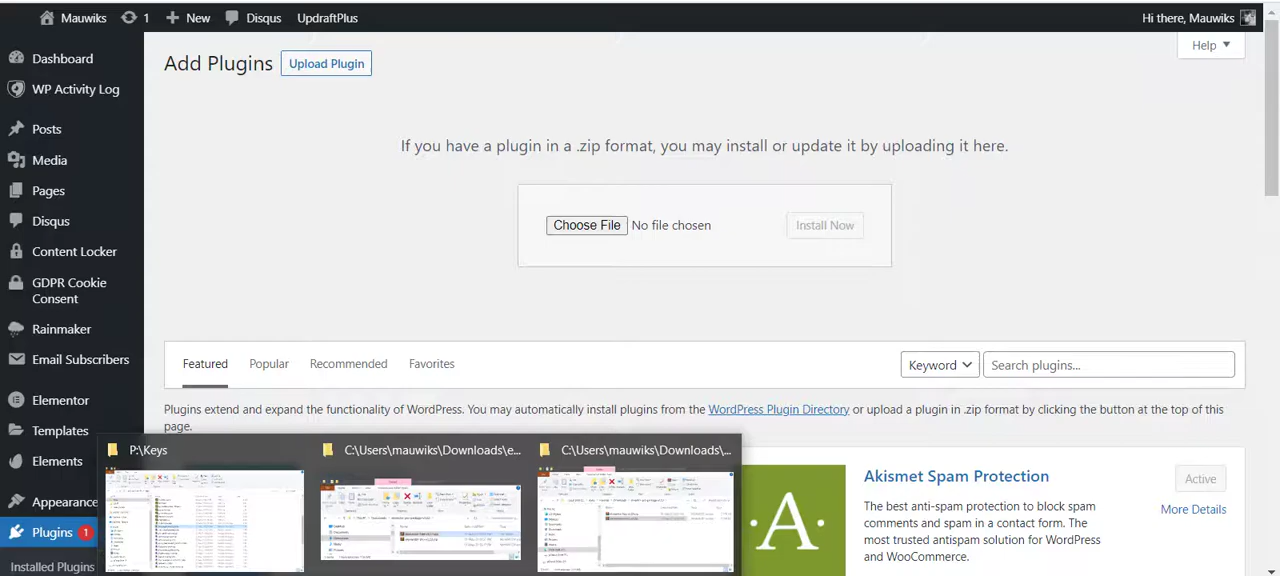 Mauwiks
1
New
Disqus
UpdraftPlus
Hi there, Mauwiks
Help
Dashboard
WP Activity Log
Posts
Media
Pages
Disqus
Content Locker
GDPR Cookie
Consent
Rainmaker
Email Subscribers
Elementor
Templates
Elements
Appearance
Plugins 1
Installed Plugins
Add Plugins
Upload Plugin
If you have a plugin in a .zip format, you may install or update it by uploading it here.
Choose File No file chosen
Install Now
Featured
Popular
Recommended
Favorites
Keyword
Search plugins...
Plugins extend and expand the functionality of WordPress. You may automatically install plugins from the WordPress Plugin Directory or upload a plugin in .zip format by clicking the button at the top of this
page.
P:\Keys
C:\Users\mauwiks\Downloads\e...
C:\Users\mauwiks\Downloads\...
·A·
Akismet Spam Protection
Active
More Details
The best anti-spam protection to block spam
comments and spam in a contact form. The
most trusted antispam solution for WordPress
and WooCommerce.